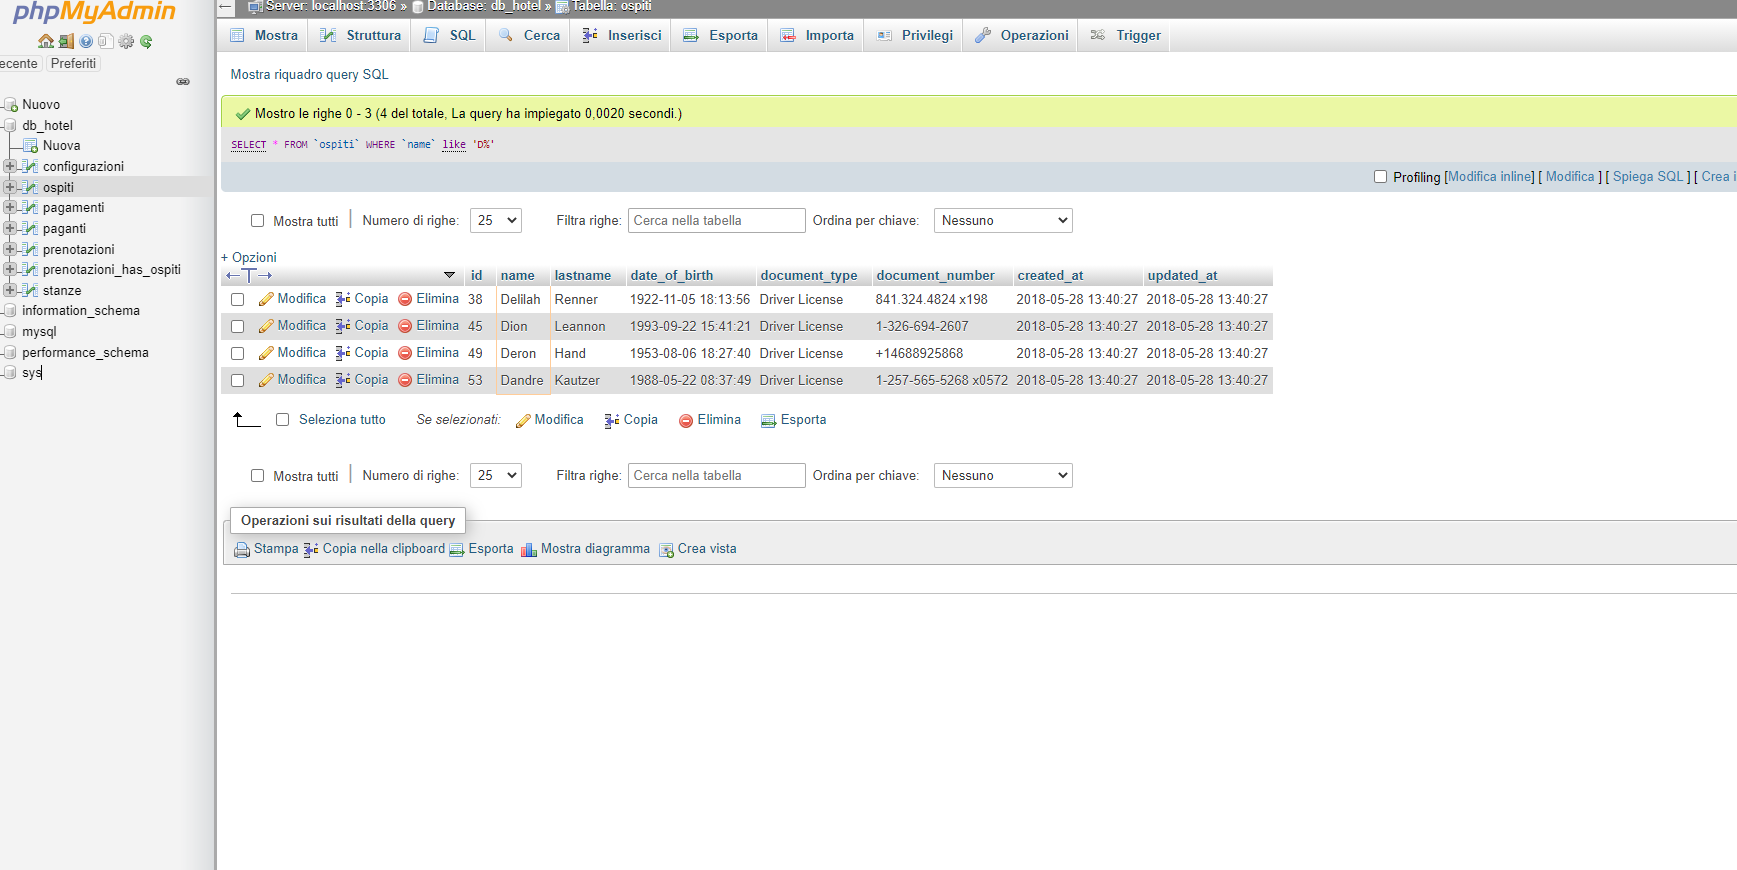 phpMyAdmin
Server: localhost:3306 » Database: db_hotel » Tabella: ospiti
Mostra Struttura SQL Cerca Inserisci Esporta Importa Privilegi Operazioni Trigger
ecente Preferiti
Nuovo
db_hotel
Nuova
configurazioni
ospiti
pagamenti
paganti
prenotazioni
prenotazioni_has_ospiti
stanze
information_schema
mysql
performance_schema
sys
Mostra riquadro query SQL
Mostro le righe 0 - 3 (4 del totale, La query ha impiegato 0,0020 secondi.)
SELECT * FROM `ospiti` WHERE `name` like 'D%'
Profiling [Modifica inline] [ Modifica ] [ Spiega SQL ] [ Crea i
Mostra tutti | Numero di righe: 25 Filtra righe: Cerca nella tabella Ordina per chiave: Nessuno
+ Opzioni
←T→ id name lastname date_of_birth document_type document_number created_at updated_at
Modifica Copia Elimina 38 Delilah Renner 1922-11-05 18:13:56 Driver License 841.324.4824 x198 2018-05-28 13:40:27 2018-05-28 13:40:27
Modifica Copia Elimina 45 Dion Leannon 1993-09-22 15:41:21 Driver License 1-326-694-2607 2018-05-28 13:40:27 2018-05-28 13:40:27
Modifica Copia Elimina 49 Deron Hand 1953-08-06 18:27:40 Driver License +14688925868 2018-05-28 13:40:27 2018-05-28 13:40:27
Modifica Copia Elimina 53 Dandre Kautzer 1988-05-22 08:37:49 Driver License 1-257-565-5268 x0572 2018-05-28 13:40:27 2018-05-28 13:40:27
Seleziona tutto Se selezionati: Modifica Copia Elimina Esporta
Mostra tutti | Numero di righe: 25 Filtra righe: Cerca nella tabella Ordina per chiave: Nessuno
Operazioni sui risultati della query
Stampa Copia nella clipboard Esporta Mostra diagramma Crea vista